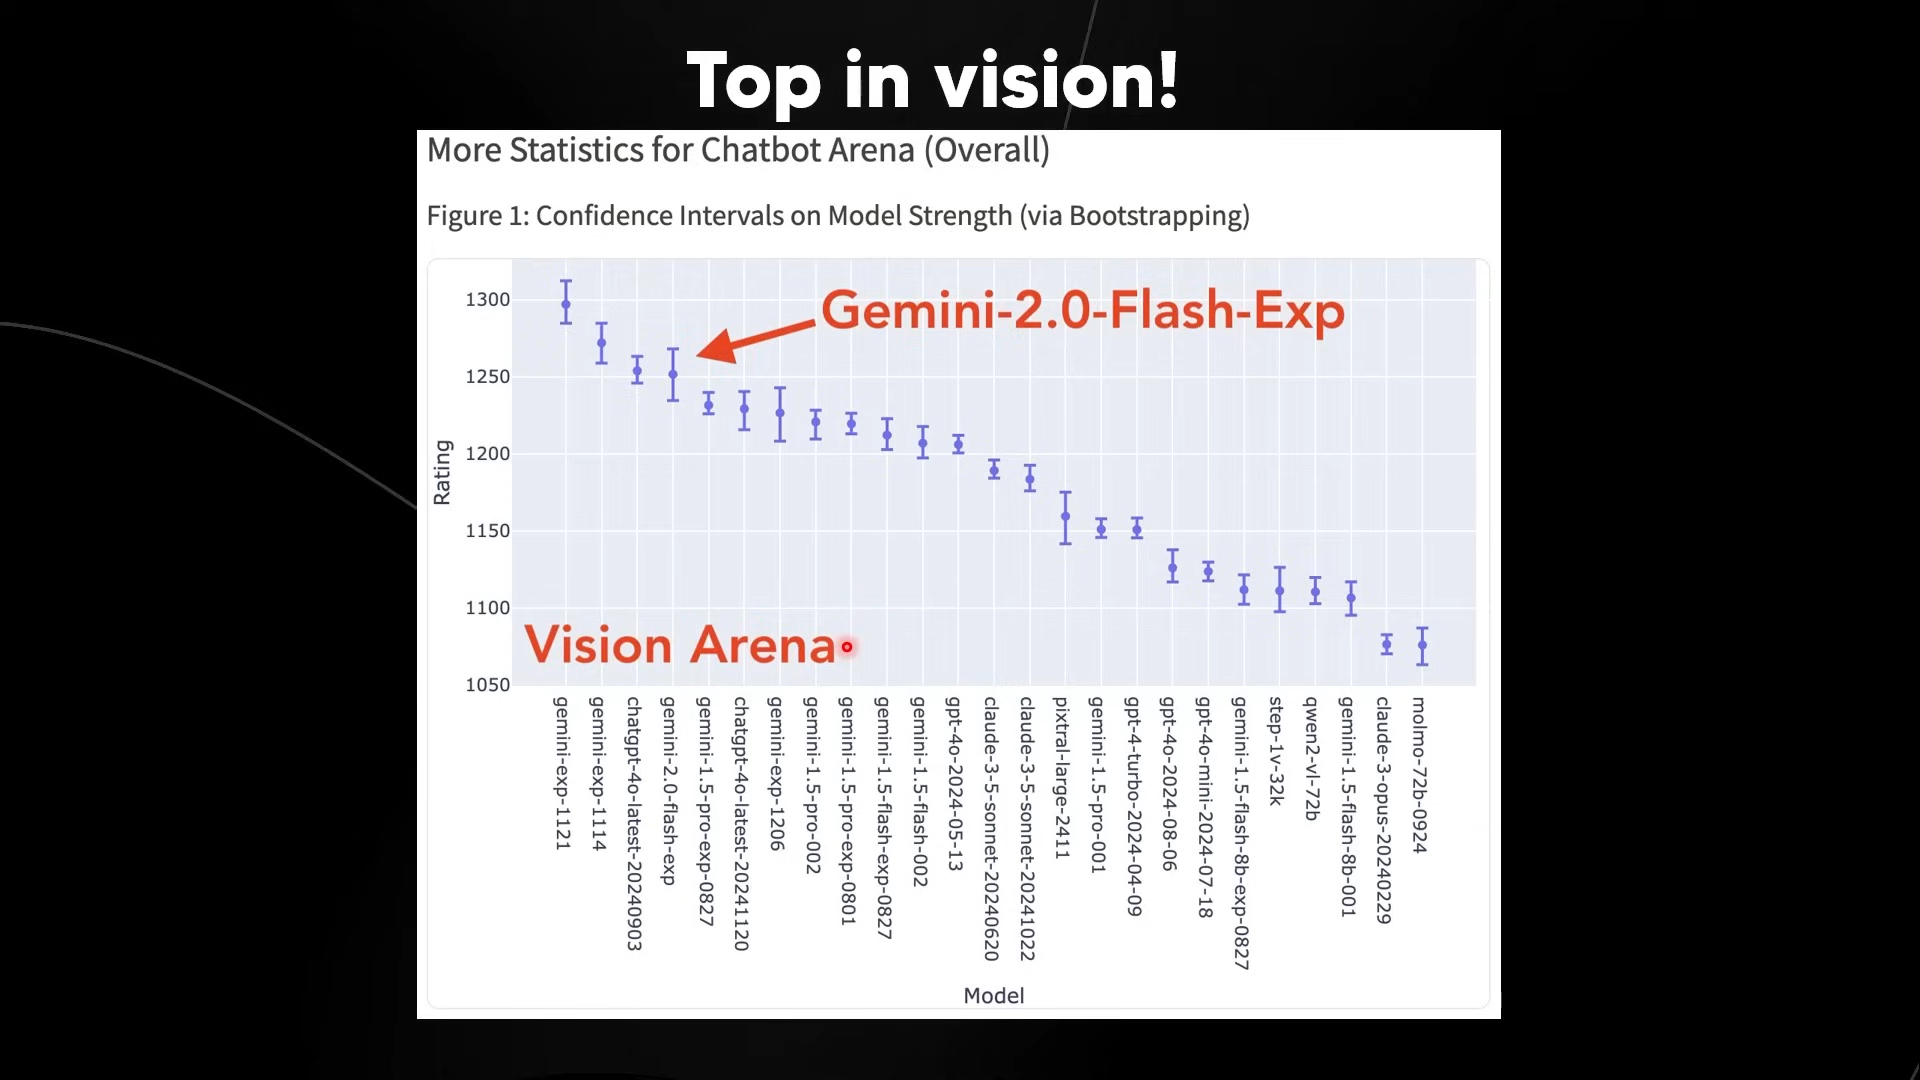 Top in vision!
More Statistics for Chatbot Arena (Overall)
Figure 1: Confidence Intervals on Model Strength (via Bootstrapping)
Gemini-2.0-Flash-Exp
1300
1250
1200
1150
1100
1050
Rating
Vision Arena
gemini-exp-1121
gemini-exp-1114
chatgpt-4o-latest-20240903
gemini-2.0-flash-exp
gemini-1.5-pro-exp-0827
chatgpt-4o-latest-20241120
gemini-exp-1206
gemini-1.5-pro-002
gemini-1.5-pro-exp-0801
gemini-1.5-flash-exp-0827
gemini-1.5-flash-002
gpt-4o-2024-05-13
claude-3-5-sonnet-20240620
claude-3-5-sonnet-20241022
pixtral-large-2411
gemini-1.5-pro-001
gpt-4-turbo-2024-04-09
gpt-4o-2024-08-06
gpt-4o-mini-2024-07-18
gemini-1.5-flash-8b-exp-0827
step-1v-32k
qwen2-vl-72b
gemini-1.5-flash-8b-001
claude-3-opus-20240229
molmo-72b-0924
Model